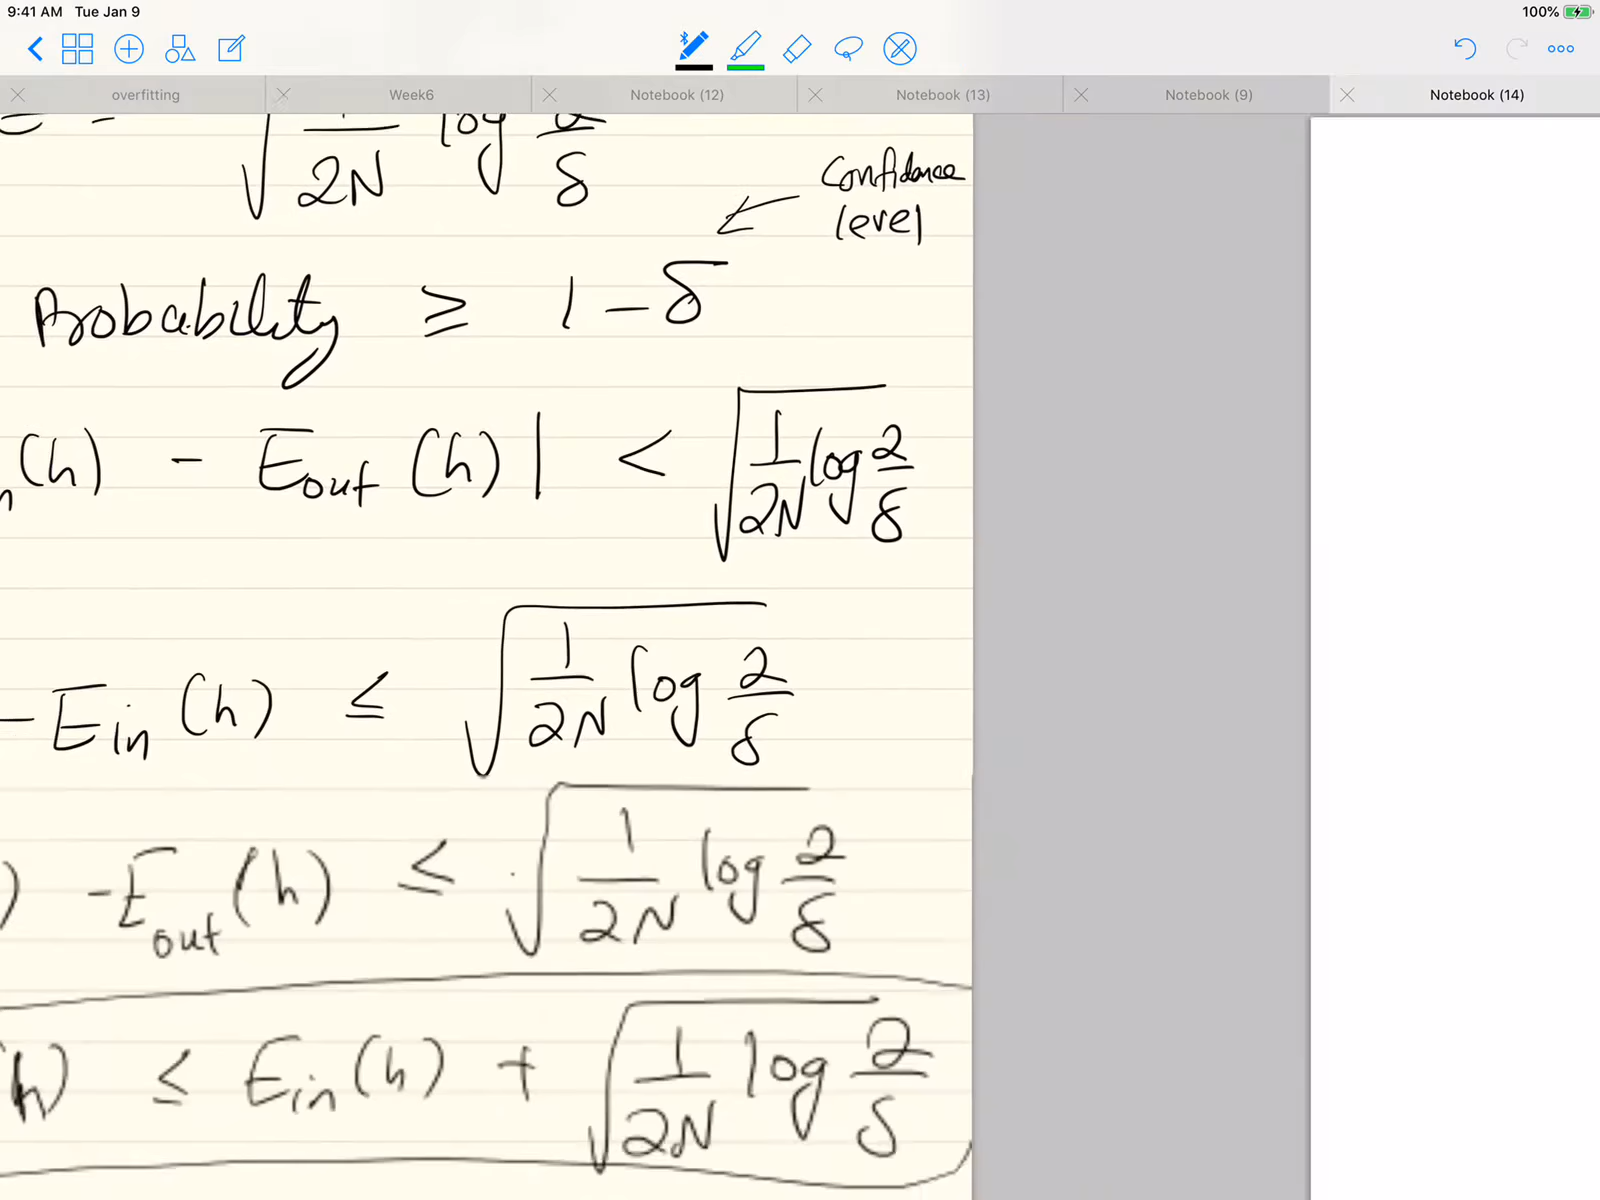 9:41 AM Tue Jan 9 100%
overfitting Week6 Notebook (12) Notebook (13) Notebook (9) Notebook (14)
√ 1/2N log 2/δ
Confidance
level
Probability ≥ 1 - δ
(h) - Eout (h) | < √ 1/2N log 2/δ
- Ein (h) ≤ √ 1/2N log 2/δ
) - Eout (h) ≤ √ 1/2N log 2/δ
(h) ≤ Ein (h) + √ 1/2N log 2/δ